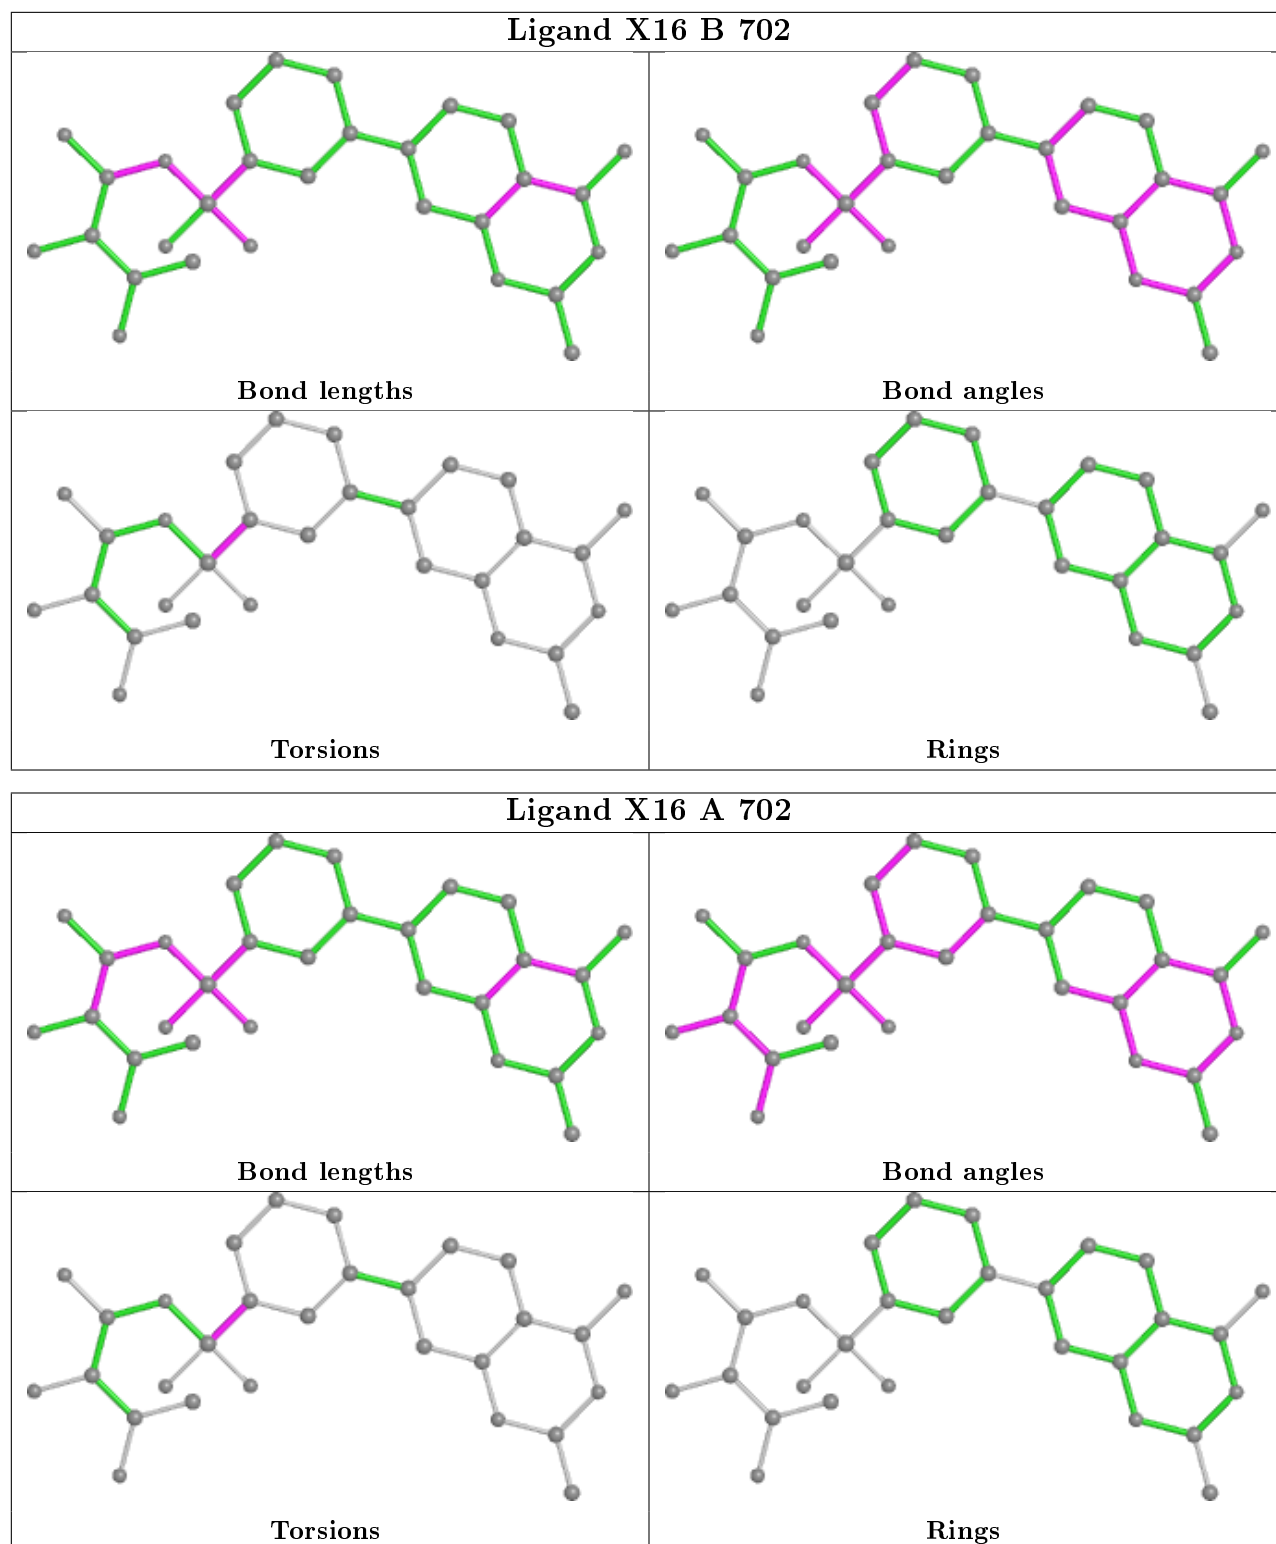 Ligand X16 B 702
Bond lengths
Bond angles
Torsions
Rings
Ligand X16 A 702
Bond lengths
Bond angles
Torsions
Rings